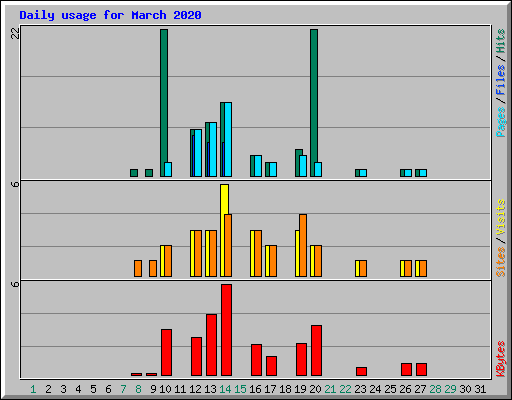 Daily usage for March 2020
22
Pages / Files / Hits
6
Sites / Visits
6
KBytes
1 2 3 4 5 6 7 8 9 10 11 12 13 14 15 16 17 18 19 20 21 22 23 24 25 26 27 28 29 30 31